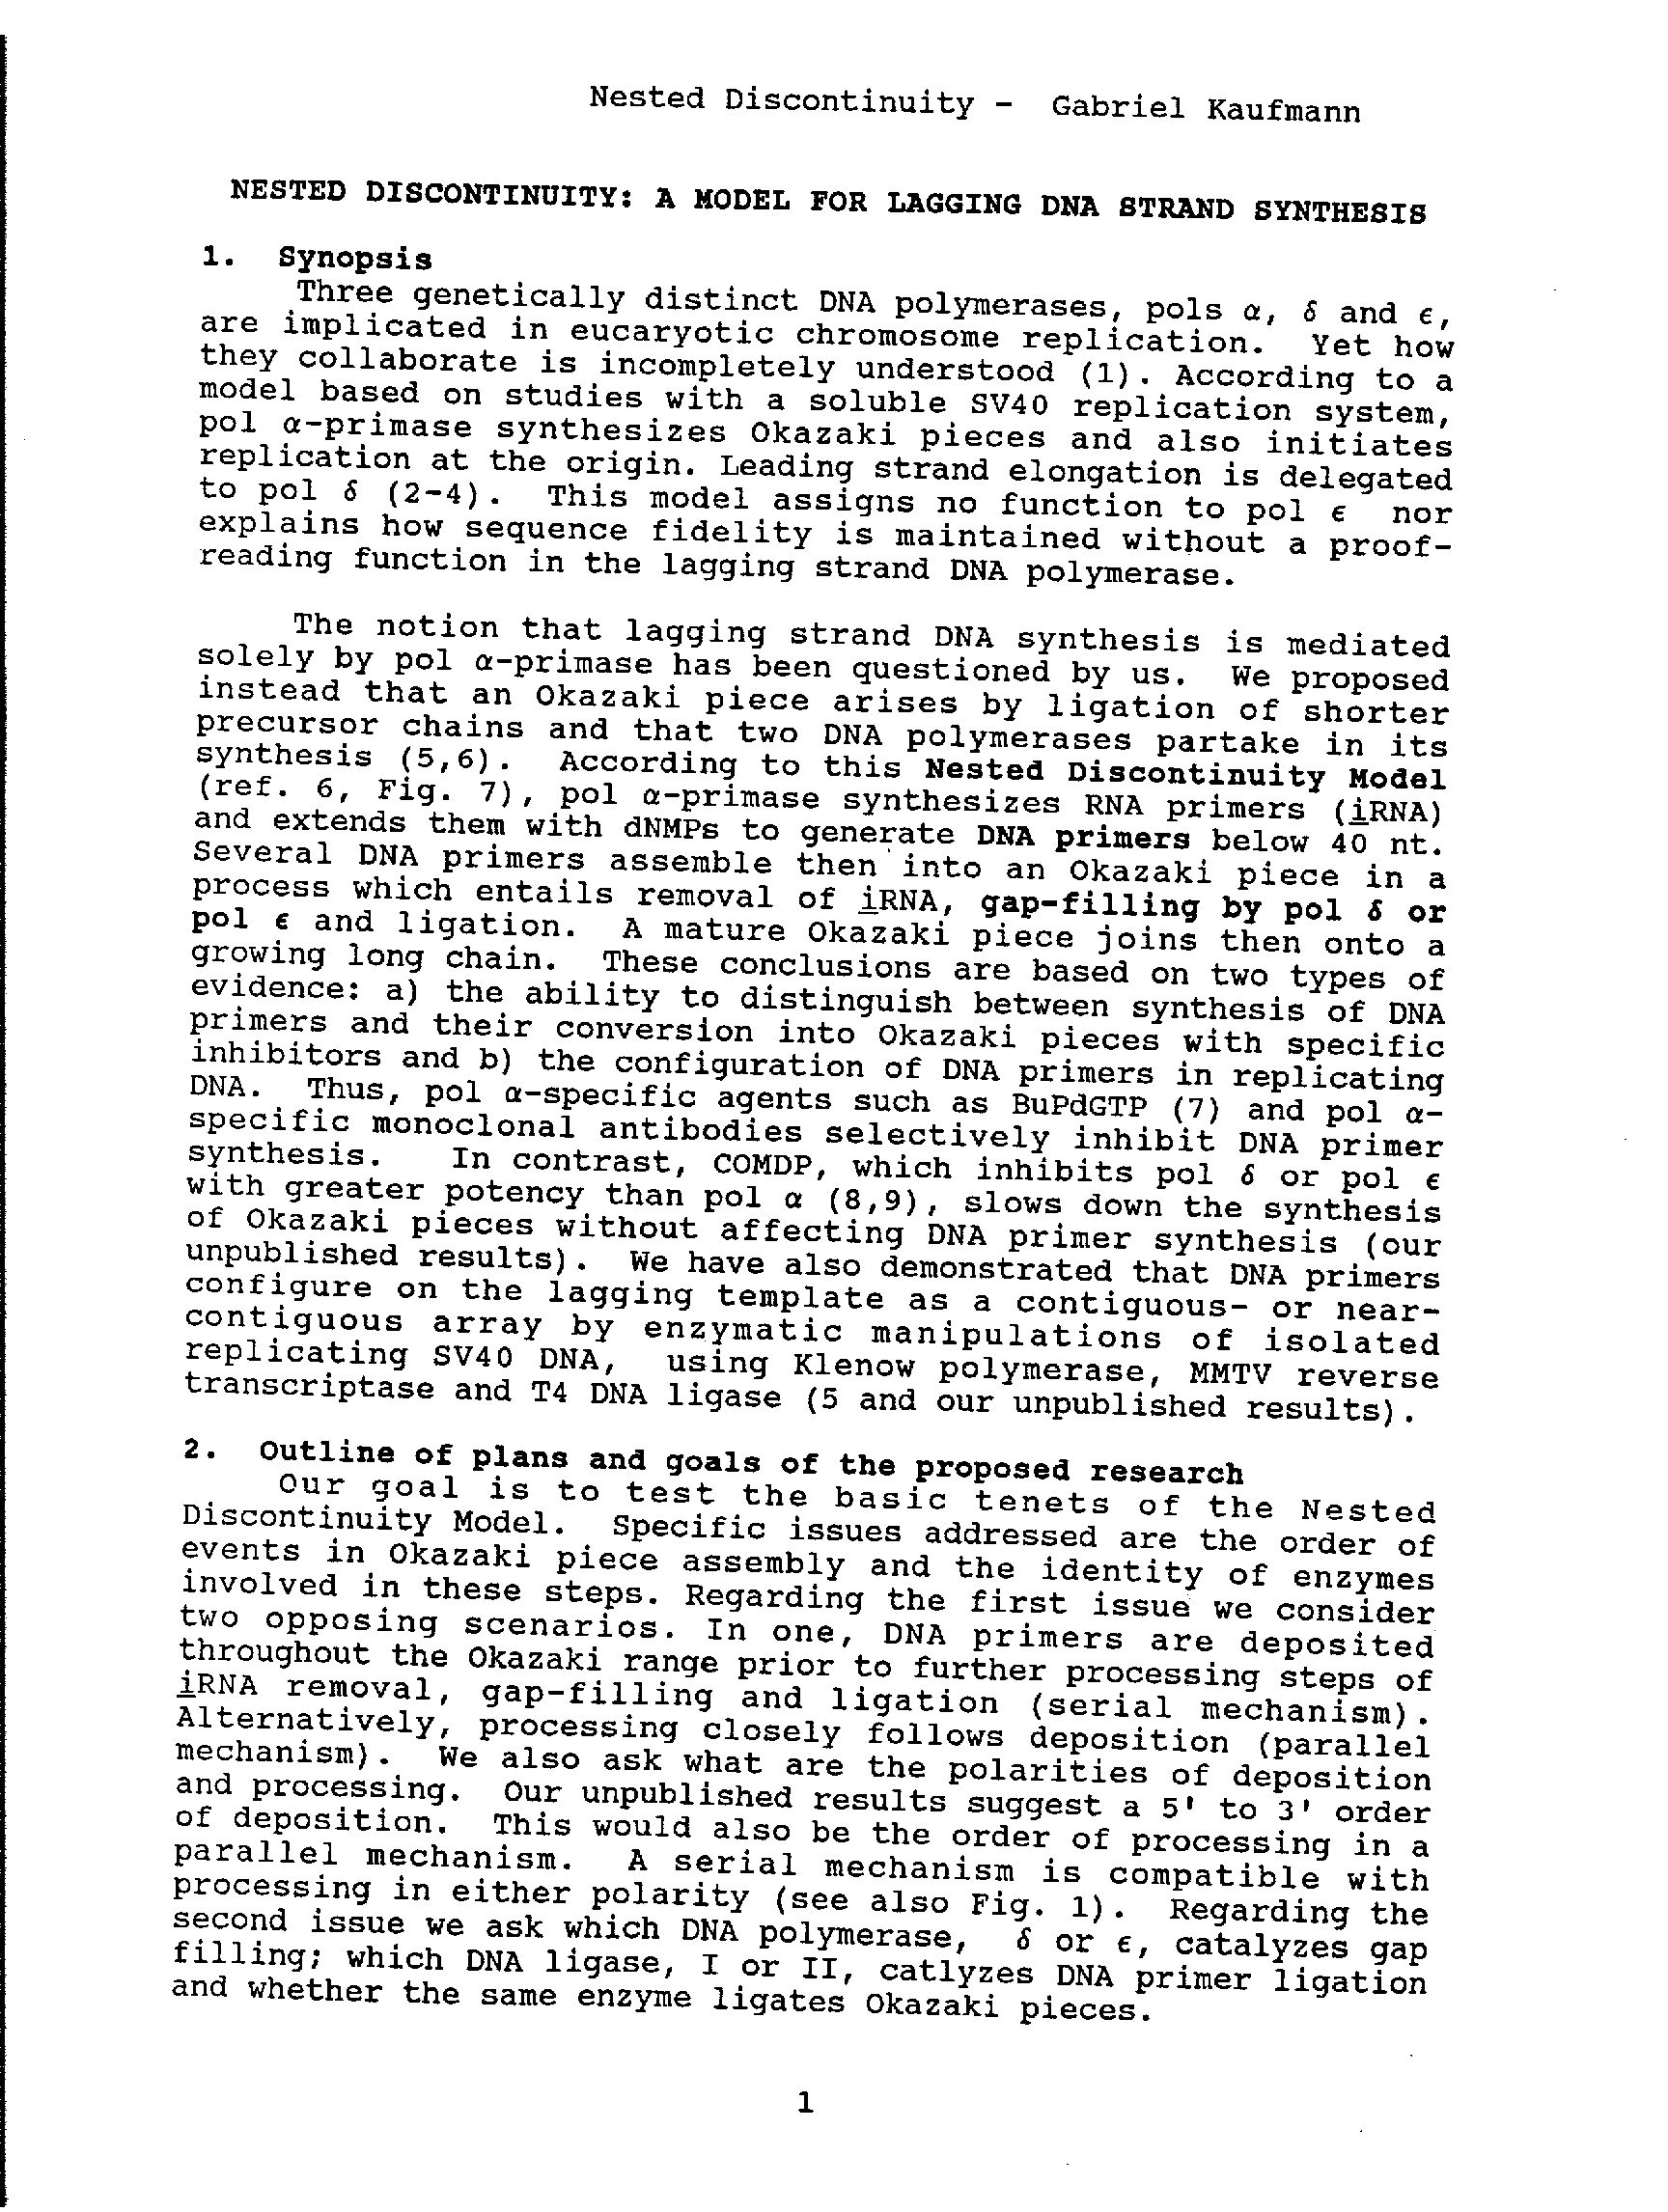 Nested Discontinuity - Gabriel Kaufmann
NESTED DISCONTINUITY: A MODEL FOR LAGGING DNA STRAND SYNTHESIS
1. Synopsis
Three genetically distinct DNA polymerases, pols α, δ and ϵ,
are implicated in eucaryotic chromosome replication. Yet how
they collaborate is incompletely understood (1). According to a
model based on studies with a soluble SV40 replication system,
pol α-primase synthesizes Okazaki pieces and also initiates
replication at the origin. Leading strand elongation is delegated
to pol δ (2-4). This model assigns no function to pol ϵ nor
explains how sequence fidelity is maintained without a proof-
reading function in the lagging strand DNA polymerase.
The notion that lagging strand DNA synthesis is mediated
solely by pol α-primase has been questioned by us. We proposed
instead that an Okazaki piece arises by ligation of shorter
precursor chains and that two DNA polymerases partake in its
synthesis (5,6). According to this Nested Discontinuity Model
(ref. 6, Fig. 7), pol α-primase synthesizes RNA primers (iRNA)
and extends them with dNMPs to generate DNA primers below 40 nt.
Several DNA primers assemble then into an Okazaki piece in a
process which entails removal of iRNA, gap-filling by pol δ or
pol ϵ and ligation. A mature Okazaki piece joins then onto a
growing long chain. These conclusions are based on two types of
evidence: a) the ability to distinguish between synthesis of DNA
primers and their conversion into Okazaki pieces with specific
inhibitors and b) the configuration of DNA primers in replicating
DNA. Thus, pol α-specific agents such as BuPdGTP (7) and pol α-
specific monoclonal antibodies selectively inhibit DNA primer
synthesis. In contrast, COMDP, which inhibits pol δ or pol ϵ
with greater potency than pol α (8,9), slows down the synthesis
of Okazaki pieces without affecting DNA primer synthesis (our
unpublished results). We have also demonstrated that DNA primers
configure on the lagging template as a contiguous- or near-
contiguous array by enzymatic manipulations of isolated
replicating SV40 DNA, using Klenow polymerase, MMTV reverse
transcriptase and T4 DNA ligase (5 and our unpublished results).
2. Outline of plans and goals of the proposed research
Our goal is to test the basic tenets of the Nested
Discontinuity Model. Specific issues addressed are the order of
events in Okazaki piece assembly and the identity of enzymes
involved in these steps. Regarding the first issue we consider
two opposing scenarios. In one, DNA primers are deposited
throughout the Okazaki range prior to further processing steps of
iRNA removal, gap-filling and ligation (serial mechanism).
Alternatively, processing closely follows deposition (parallel
mechanism). We also ask what are the polarities of deposition
and processing. Our unpublished results suggest a 5' to 3' order
of deposition. This would also be the order of processing in a
parallel mechanism. A serial mechanism is compatible with
processing in either polarity (see also Fig. 1). Regarding the
second issue we ask which DNA polymerase, δ or ϵ, catalyzes gap
filling; which DNA ligase, I or II, catlyzes DNA primer ligation
and whether the same enzyme ligates Okazaki pieces.
1